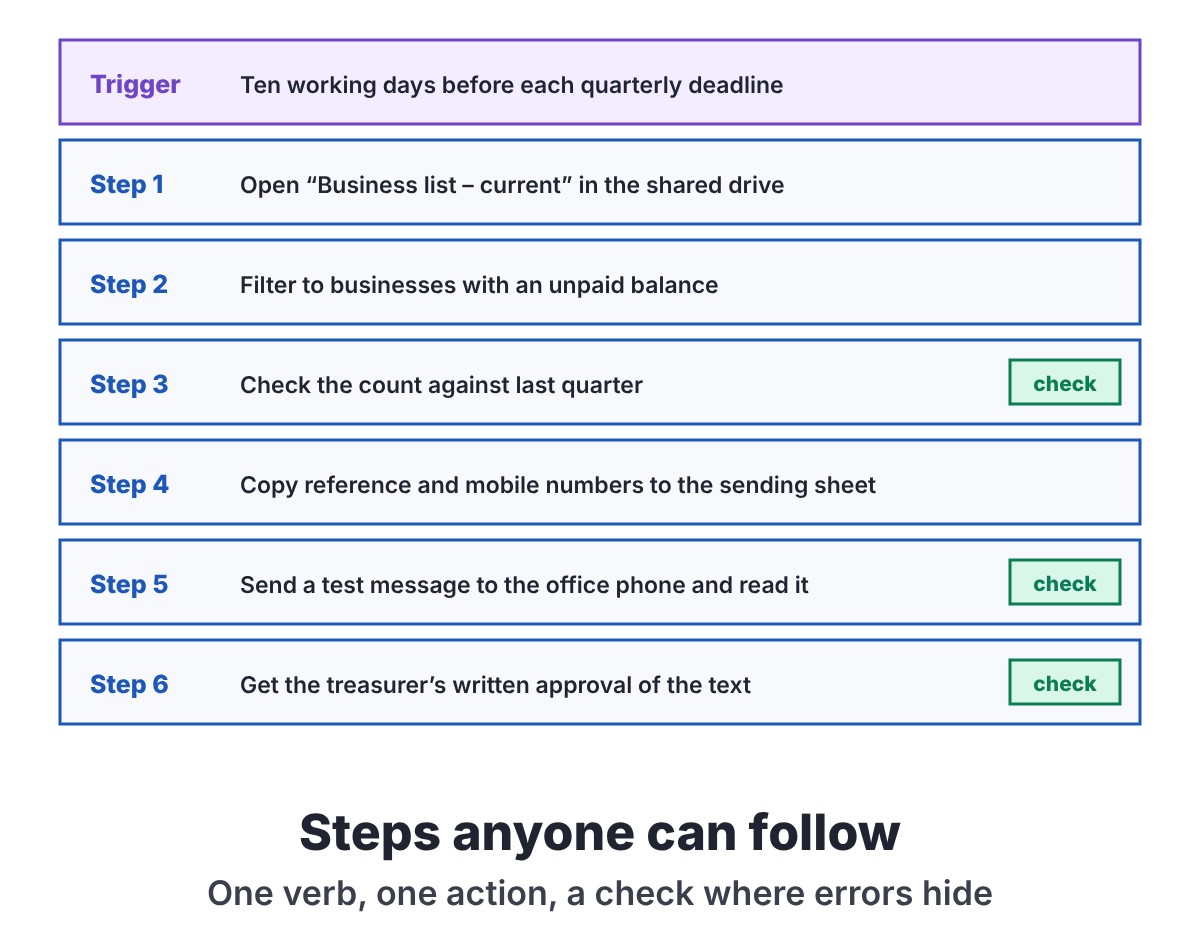 Trigger Ten working days before each quarterly deadline
Step 1 Open “Business list – current” in the shared drive
Step 2 Filter to businesses with an unpaid balance
Step 3 Check the count against last quarter check
Step 4 Copy reference and mobile numbers to the sending sheet
Step 5 Send a test message to the office phone and read it check
Step 6 Get the treasurer’s written approval of the text check
Steps anyone can follow
One verb, one action, a check where errors hide